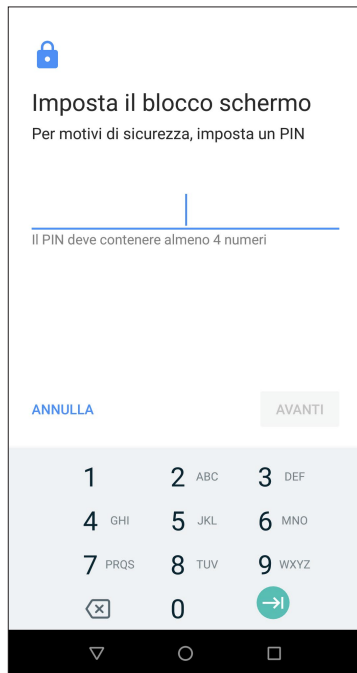 Imposta il blocco schermo
Per motivi di sicurezza, imposta un PIN
Il PIN deve contenere almeno 4 numeri
ANNULLA AVANTI
1 2 ABC 3 DEF
4 GHI 5 JKL 6 MNO
7 PRQS 8 TUV 9 WXYZ
0